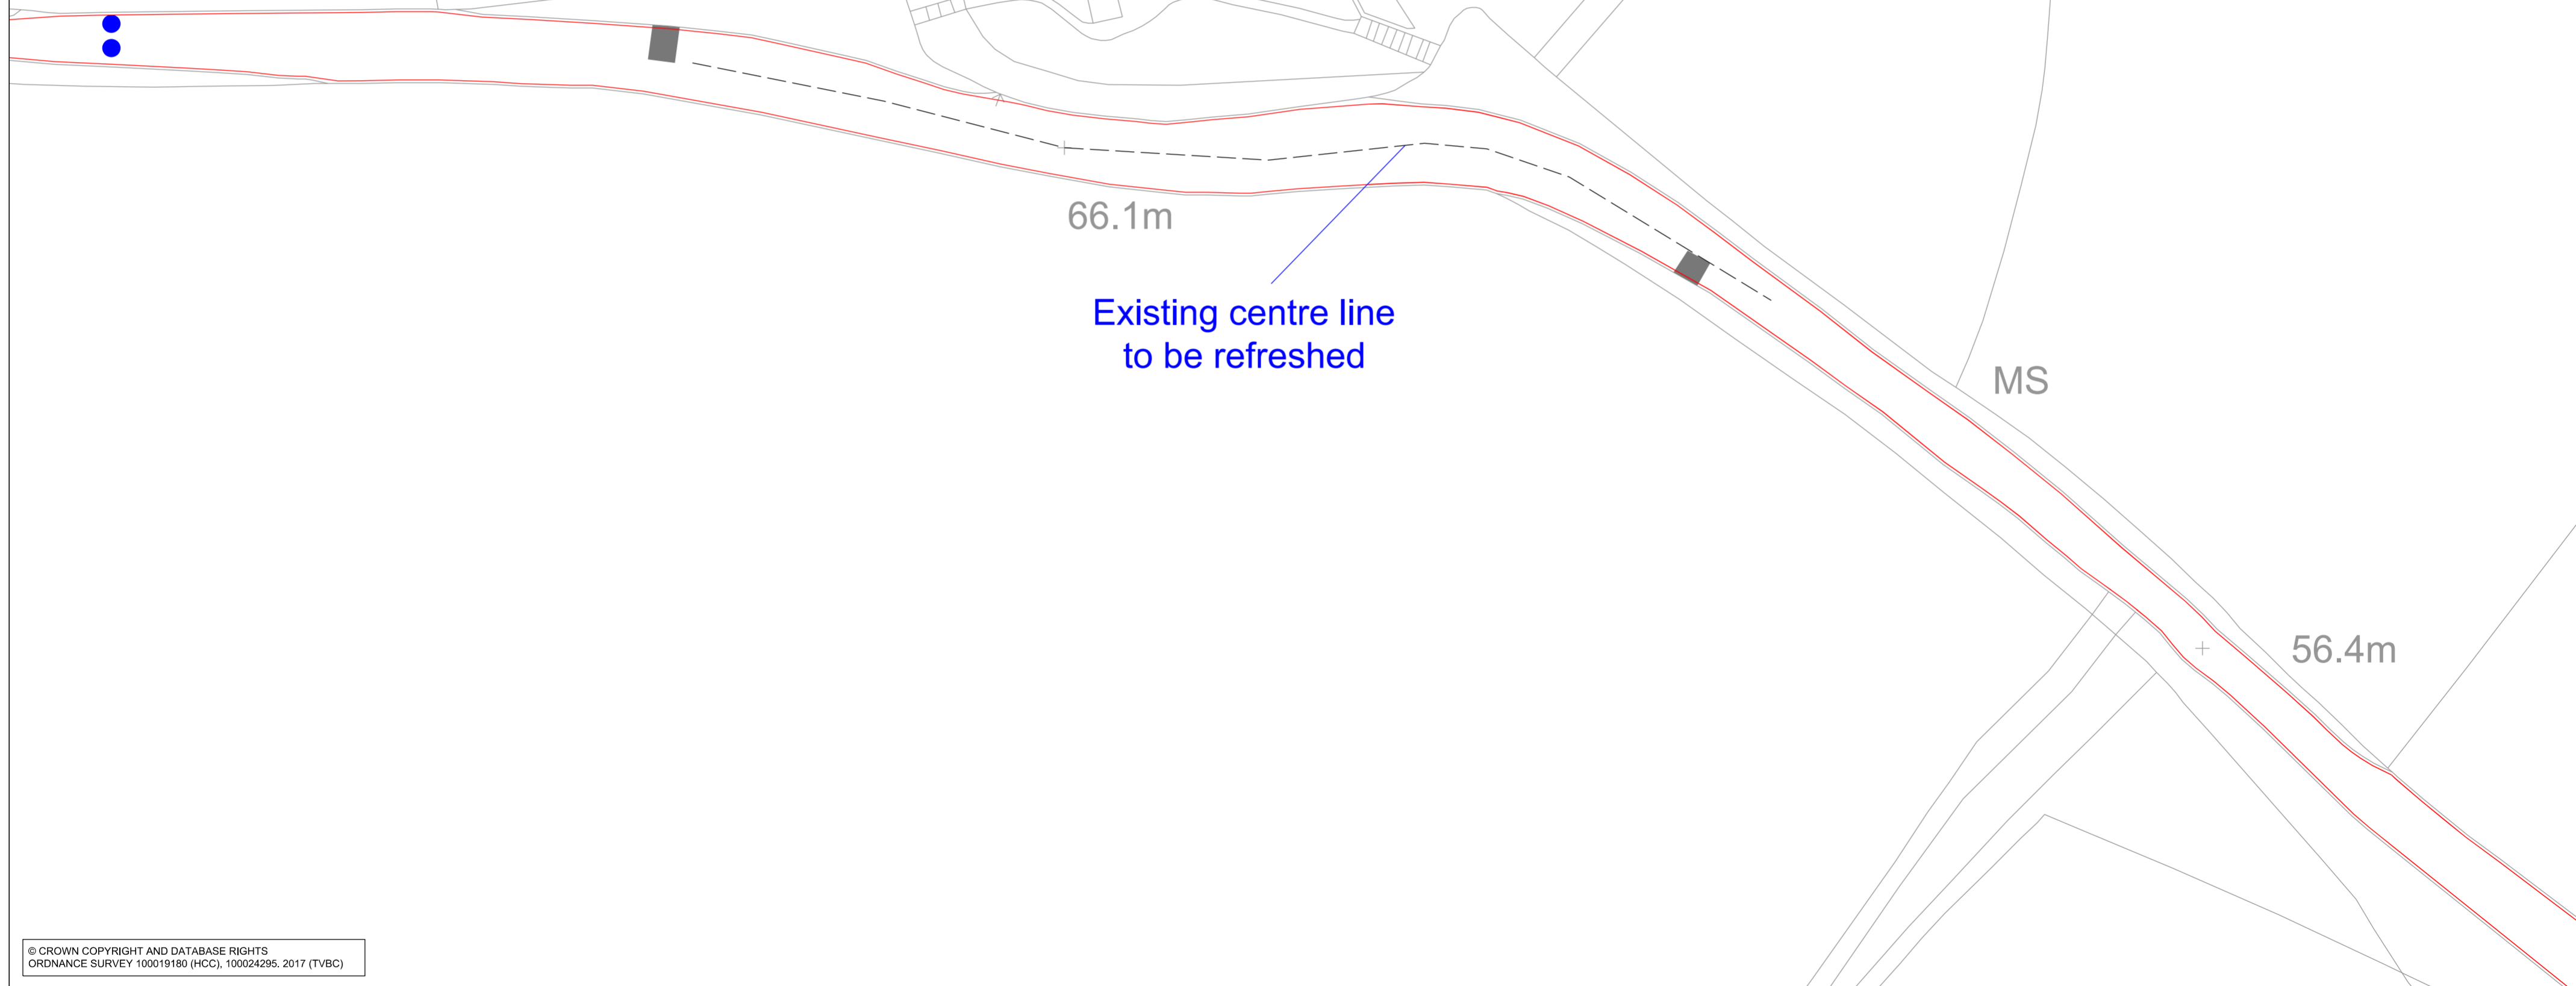 66.1m
Existing centre line
to be refreshed
MS
56.4m
© CROWN COPYRIGHT AND DATABASE RIGHTS
ORDNANCE SURVEY 100019180 (HCC), 100024295. 2017 (TVBC)